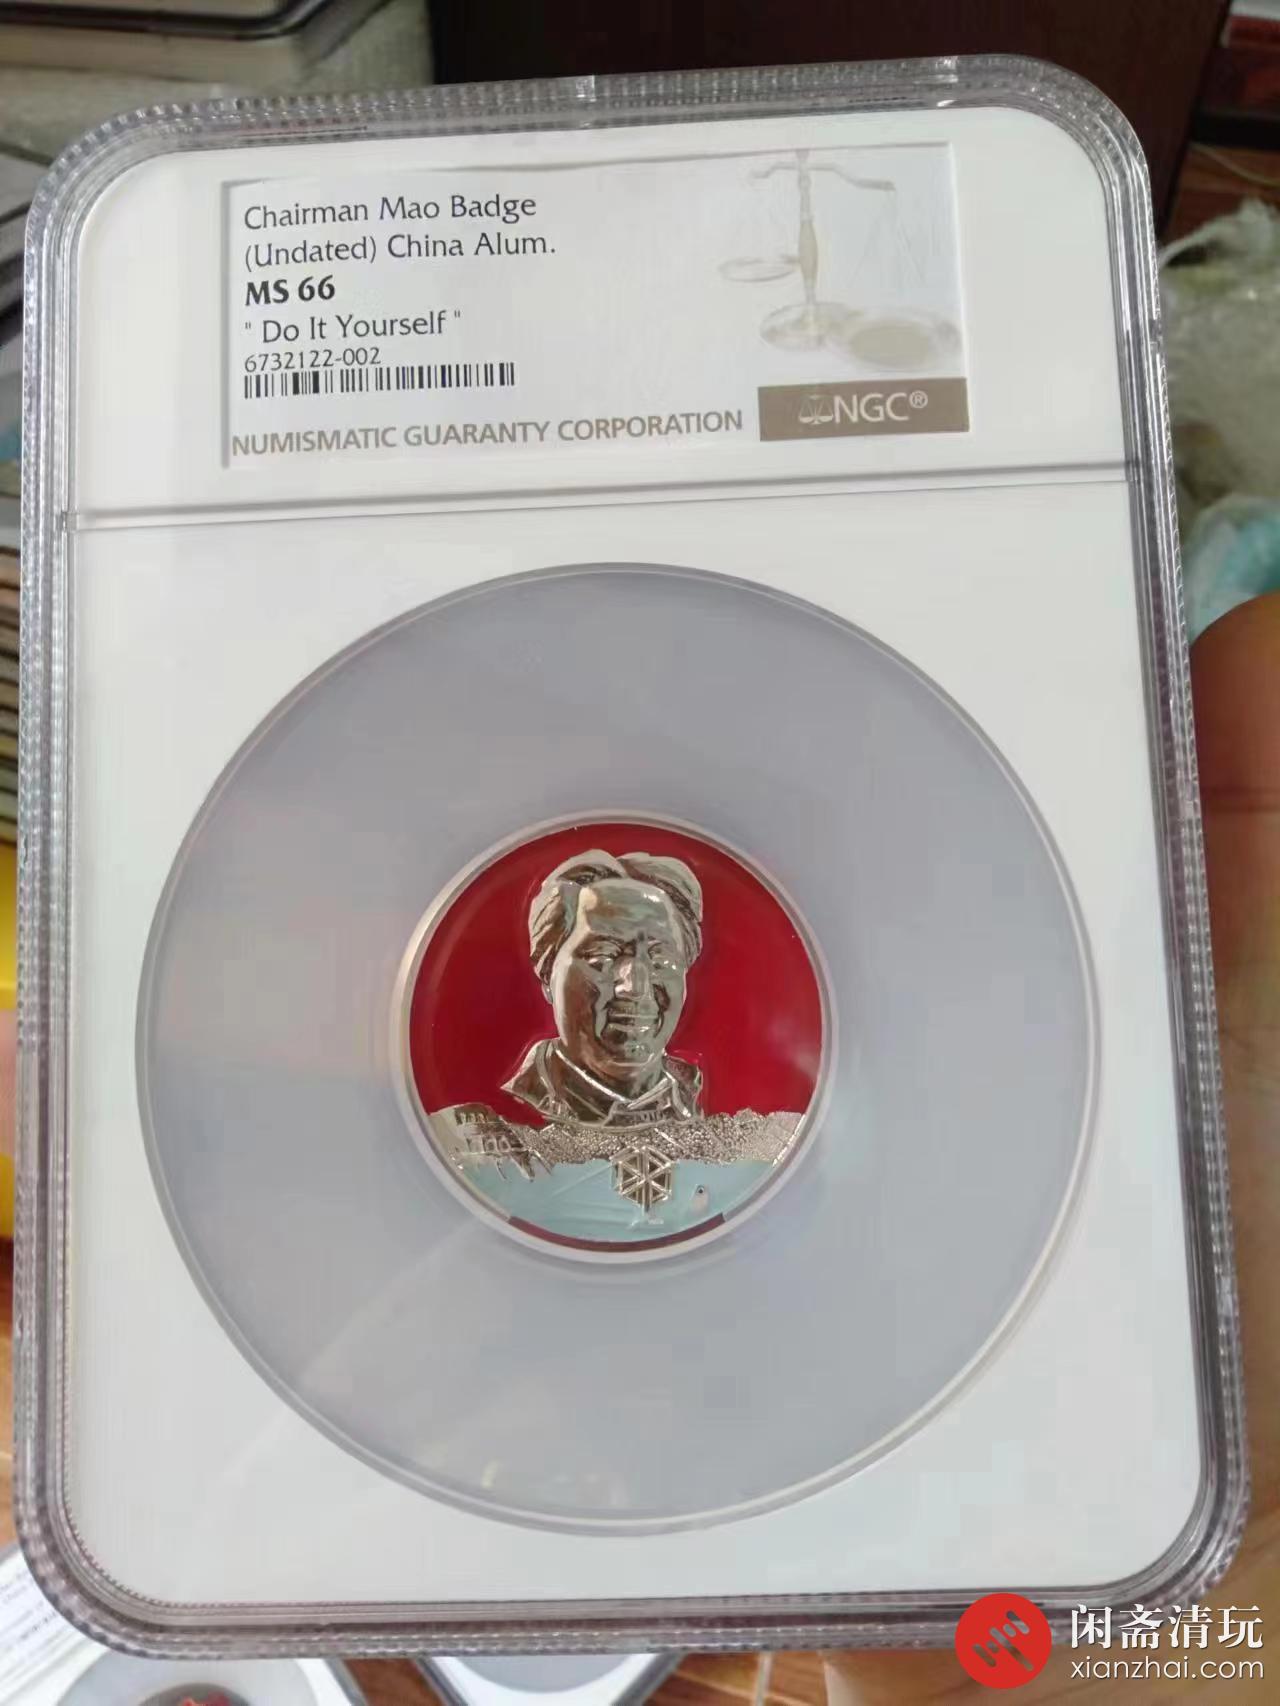 Chairman Mao Badge
(Undated) China Alum.
MS 66
" Do It Yourself "
6732122-002
NUMISMATIC GUARANTY CORPORATION
NGC®
闲斋清玩
xianzhai.com